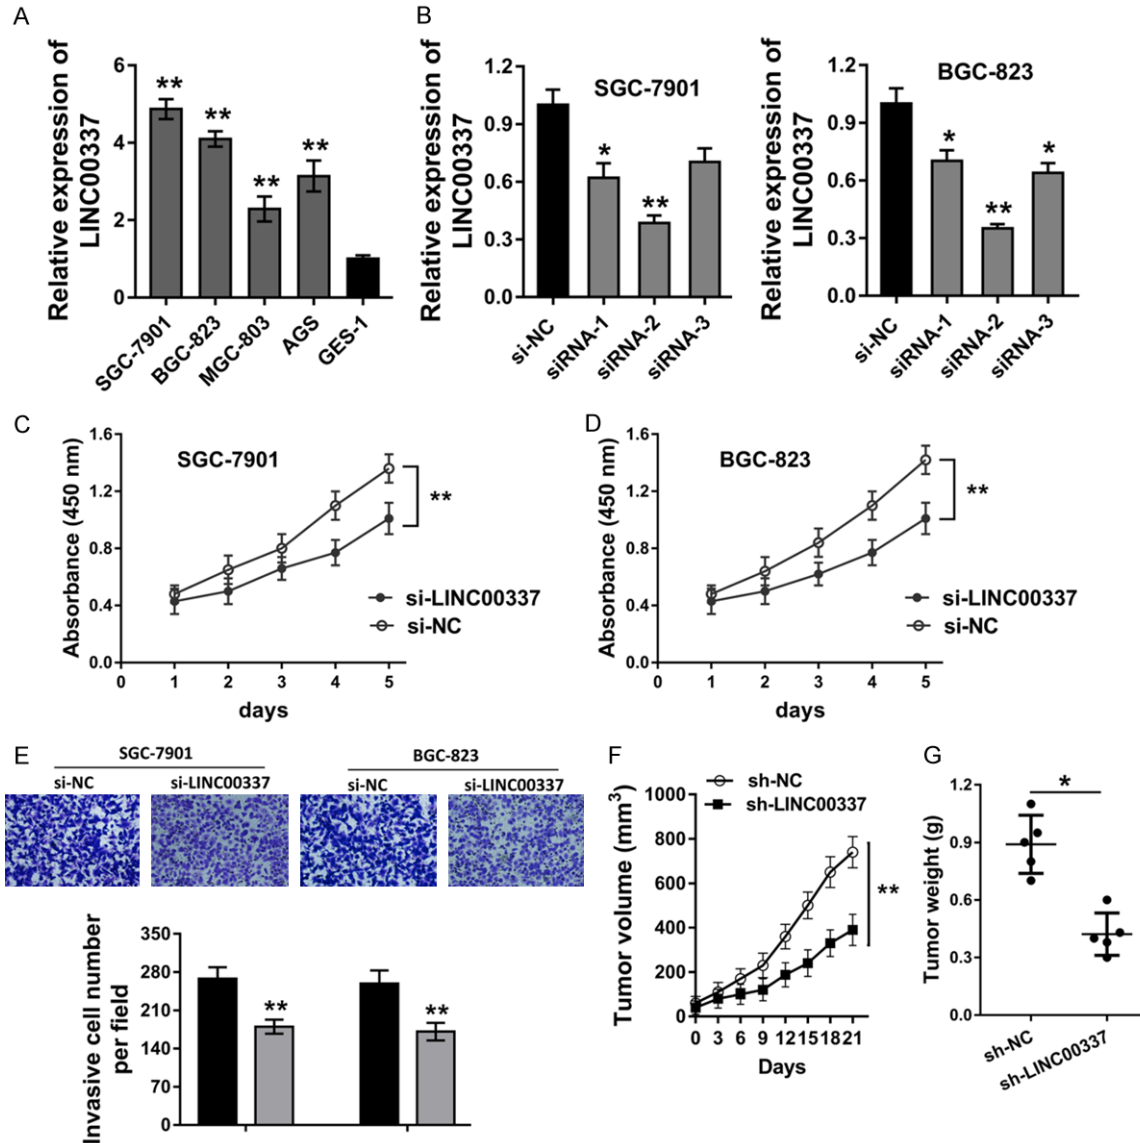 A
Relative expression of
LINC00337
6
4
2
0
**
**
**
**
SGC-7901
BGC-823
MGC-803
AGS
GES-1
B
Relative expression of
LINC00337
1.2
0.9
0.6
0.3
0.0
SGC-7901
*
**
si-NC
siRNA-1
siRNA-2
siRNA-3
Relative expression of
LINC00337
1.2
0.9
0.6
0.3
0.0
BGC-823
*
**
*
si-NC
siRNA-1
siRNA-2
siRNA-3
C
Absorbance (450 nm)
1.6
1.2
0.8
0.4
0.0
SGC-7901
**
si-LINC00337
si-NC
0 1 2 3 4 5
days
D
Absorbance (450 nm)
1.6
1.2
0.8
0.4
0.0
BGC-823
**
si-LINC00337
si-NC
0 1 2 3 4 5
days
E
SGC-7901 BGC-823
si-NC si-LINC00337 si-NC si-LINC00337
Invasive cell number
per field
350
280
210
140
70
0
**
**
F
sh-NC
sh-LINC00337
Tumor volume (mm3)
1000
800
600
400
200
0
**
0 3 6 9 12 15 18 21
Days
G
Tumor weight (g)
1.2
0.9
0.6
0.3
0.0
*
sh-NC
sh-LINC00337